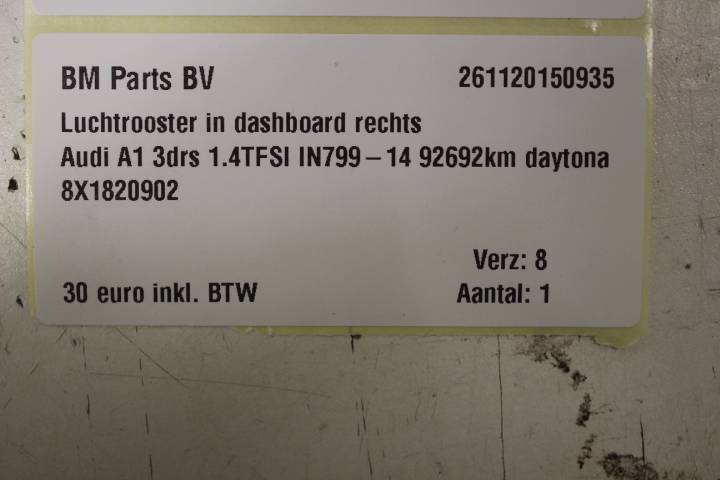 BM Parts BV 261120150935
Luchtrooster in dashboard rechts
Audi A1 3drs 1.4TFSI IN799 – 14 92692km daytona
8X1820902
Verz: 8
30 euro inkl. BTW Aantal: 1